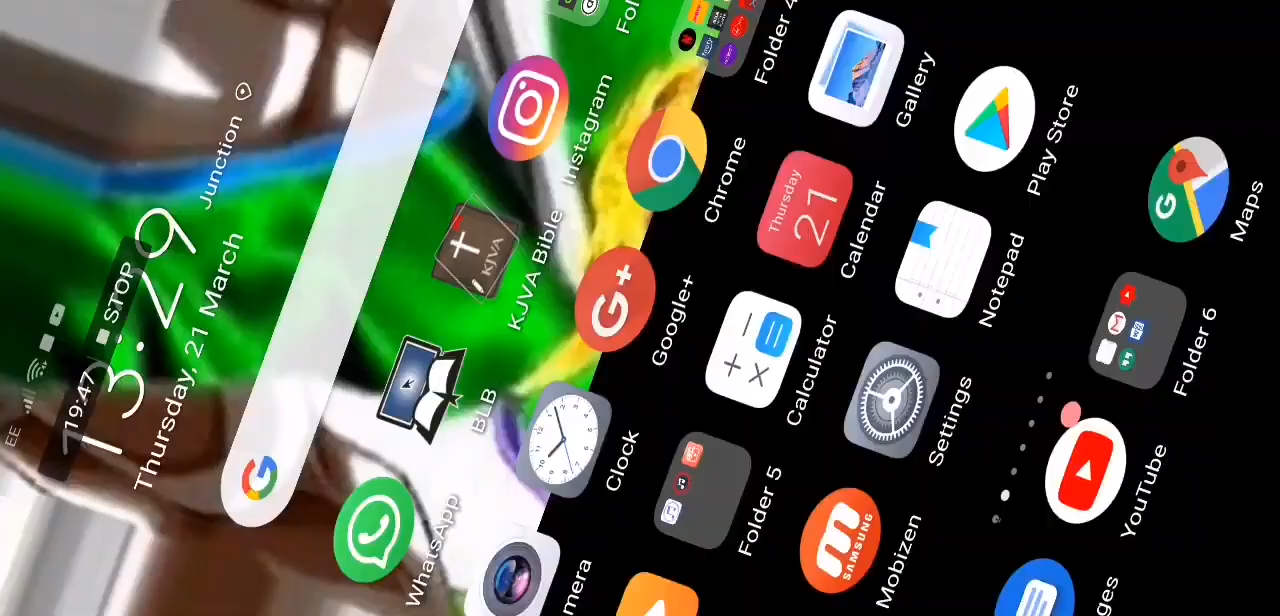 EE
19:47 STOP
13:29
Thursday, 21 March
Junction
WhatsApp BLB KJVA Bible Instagram
KJVA
mera Clock Google+ Chrome Folder 4
Thursday
21
Folder 5 Calculator Calendar Gallery
SAMSUNG
Mobizen Settings Notepad Play Store
YouTube Folder 6 Maps